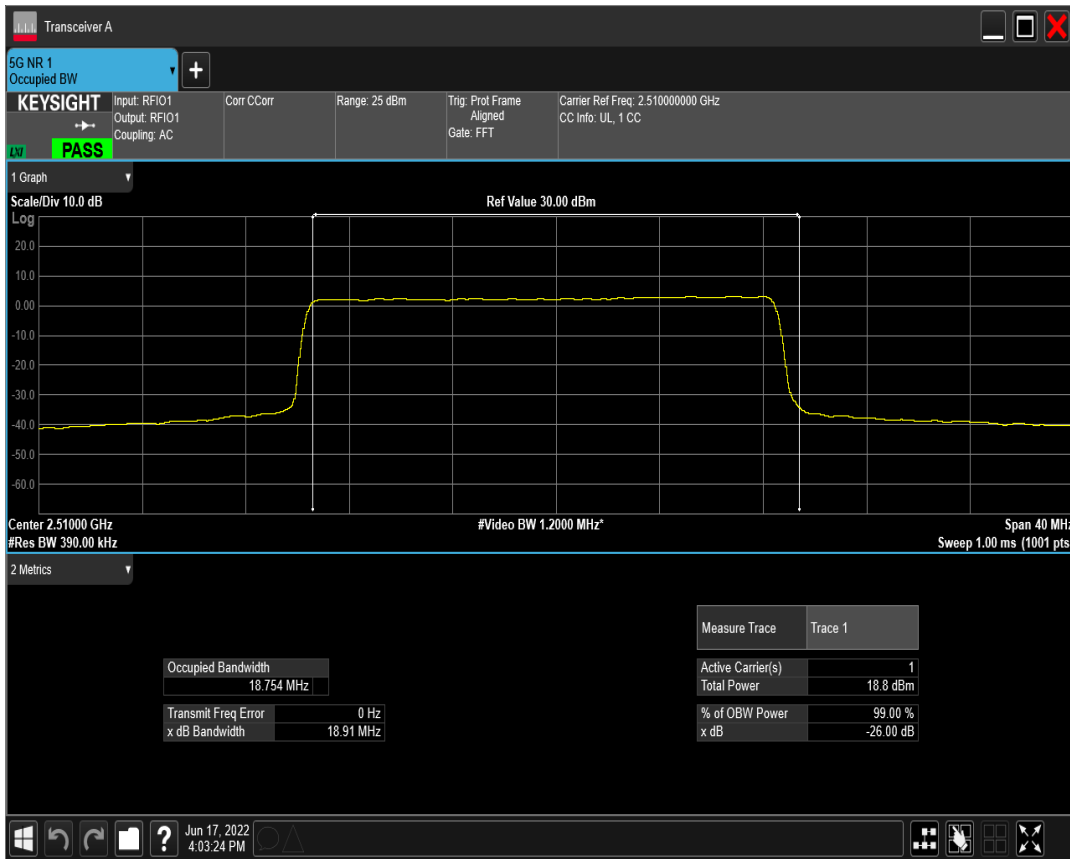 Transceiver A
5G NR 1
Occupied BW
+
KEYSIGHT
LXI
PASS
Input: RFIO1
Output: RFIO1
Coupling: AC
Corr CCorr
Range: 25 dBm
Trig: Prot Frame
Aligned
Gate: FFT
Carrier Ref Freq: 2.510000000 GHz
CC Info: UL, 1 CC
1 Graph
Scale/Div 10.0 dB
Ref Value 30.00 dBm
Log
20.0
10.0
0.00
-10.0
-20.0
-30.0
-40.0
-50.0
-60.0
Center 2.51000 GHz
#Video BW 1.2000 MHz*
Span 40 MHz
#Res BW 390.00 kHz
Sweep 1.00 ms (1001 pts
2 Metrics
Measure Trace Trace 1
Occupied Bandwidth
18.754 MHz
Active Carrier(s) 1
Total Power 18.8 dBm
Transmit Freq Error 0 Hz
x dB Bandwidth 18.91 MHz
% of OBW Power 99.00 %
x dB -26.00 dB
?
Jun 17, 2022
4:03:24 PM